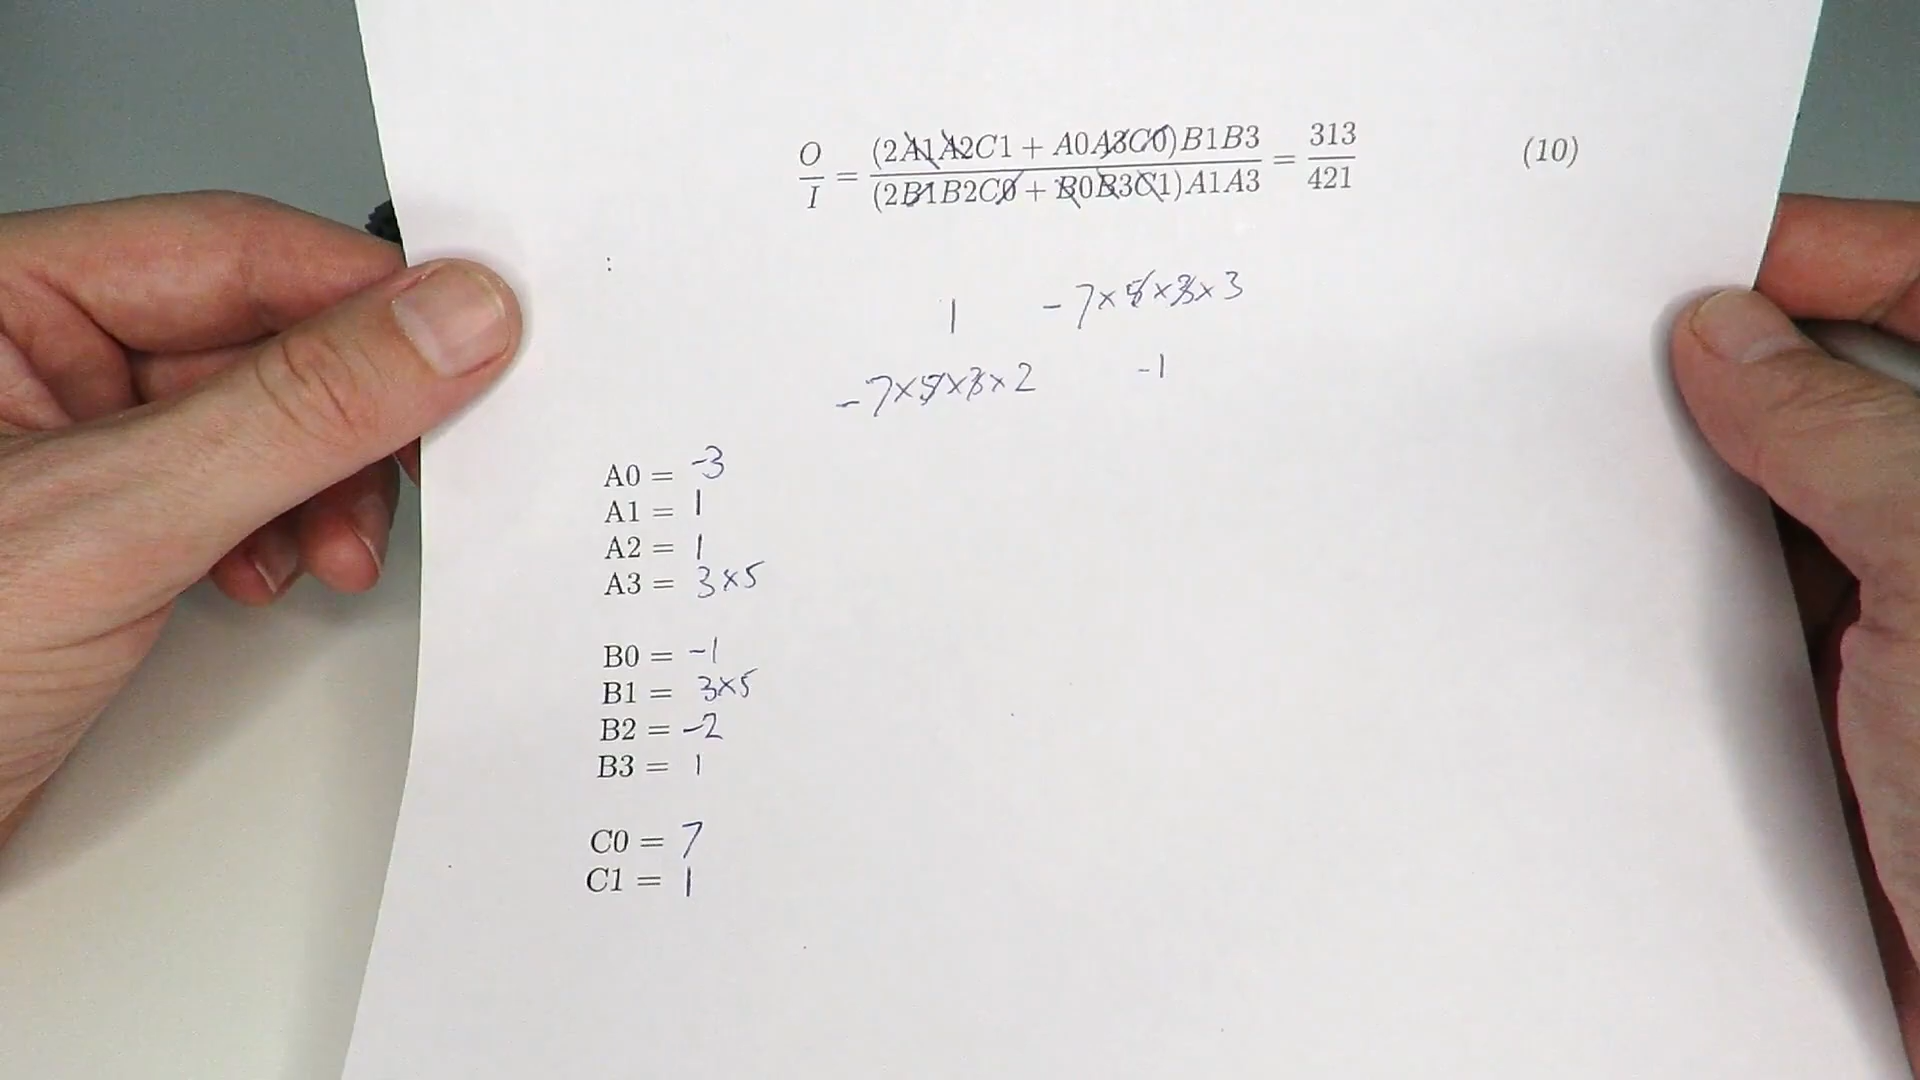 O/I = (2A1A2C1 + A0A3C0)B1B3 / (2B1B2C0 + B0B3C1)A1A3 = 313/421 (10)
:
1 -7×5×3×3
-7×5×3×2 -1
A0 = -3
A1 = 1
A2 = 1
A3 = 3×5
B0 = -1
B1 = 3×5
B2 = -2
B3 = 1
C0 = 7
C1 = 1